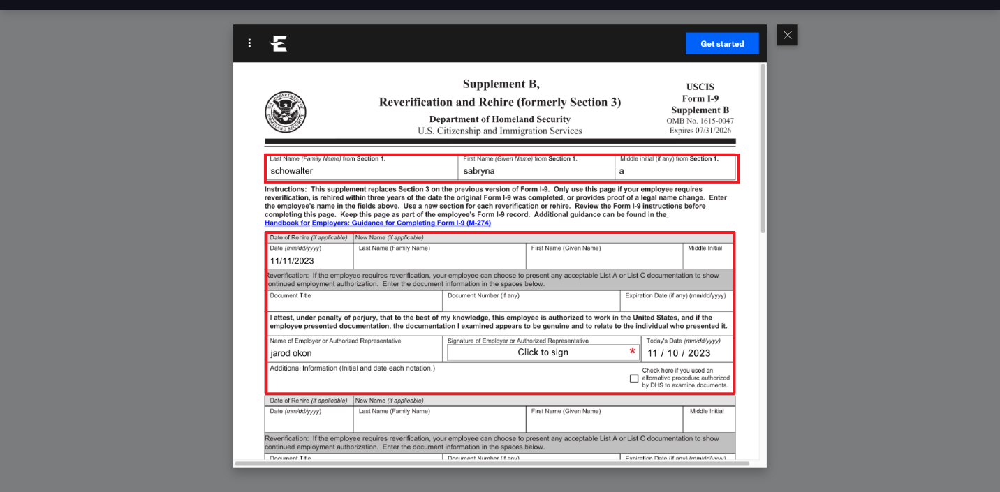 Get started
Supplement B,
Reverification and Rehire (formerly Section 3)
Department of Homeland Security
U.S. Citizenship and Immigration Services
USCIS
Form I-9
Supplement B
OMB No. 1615-0047
Expires 07/31/2026
Last Name (Family Name) from Section 1.
First Name (Given Name) from Section 1.
Middle initial (if any) from Section 1.
schowalter
sabryna
a
Instructions: This supplement replaces Section 3 on the previous version of Form I-9. Only use this page if your employee requires
reverification, is rehired within three years of the date the original Form I-9 was completed, or provides proof of a legal name change. Enter
the employee's name in the fields above. Use a new section for each reverification or rehire. Review the Form I-9 instructions before
completing this page. Keep this page as part of the employee's Form I-9 record. Additional guidance can be found in the
Handbook for Employers: Guidance for Completing Form I-9 (M-274)
Date of Rehire (if applicable)
New Name (if applicable)
Date (mm/dd/yyyy)
Last Name (Family Name)
First Name (Given Name)
Middle Initial
11/11/2023
Reverification: If the employee requires reverification, your employee can choose to present any acceptable List A or List C documentation to show
continued employment authorization. Enter the document information in the spaces below.
Document Title
Document Number (if any)
Expiration Date (if any) (mm/dd/yyyy)
I attest, under penalty of perjury, that to the best of my knowledge, this employee is authorized to work in the United States, and if the
employee presented documentation, the documentation I examined appears to be genuine and to relate to the individual who presented it.
Name of Employer or Authorized Representative
Signature of Employer or Authorized Representative
Today's Date (mm/dd/yyyy)
jarod okon
Click to sign *
11 / 10 / 2023
Additional Information (Initial and date each notation.)
Check here if you used an
alternative procedure authorized
by DHS to examine documents.
Date of Rehire (if applicable)
New Name (if applicable)
Date (mm/dd/yyyy)
Last Name (Family Name)
First Name (Given Name)
Middle Initial
Reverification: If the employee requires reverification, your employee can choose to present any acceptable List A or List C documentation to show
continued employment authorization. Enter the document information in the spaces below.
Document Title
Document Number (if any)
Expiration Date (if any) (mm/dd/yyyy)